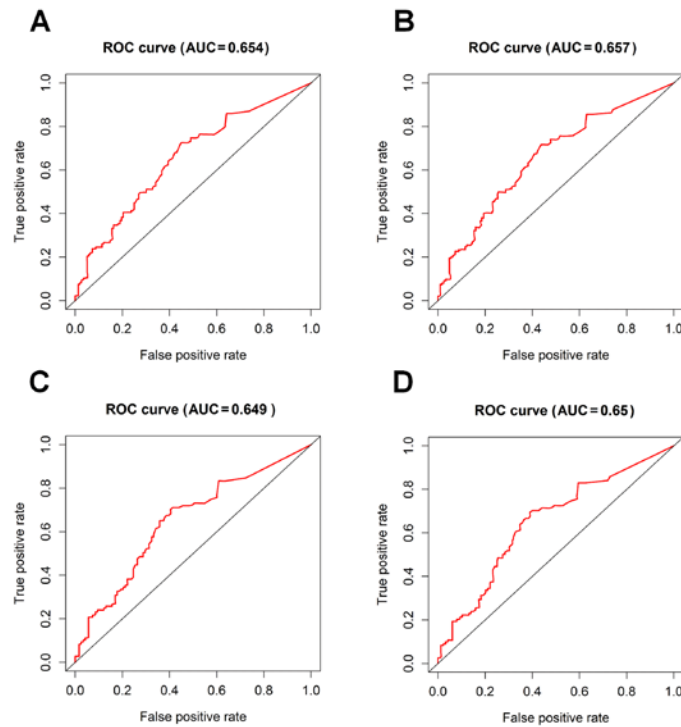 A
ROC curve (AUC=0.654)
True positive rate
0.0 0.2 0.4 0.6 0.8 1.0
0.0 0.2 0.4 0.6 0.8 1.0
False positive rate
B
ROC curve (AUC=0.657)
True positive rate
0.0 0.2 0.4 0.6 0.8 1.0
0.0 0.2 0.4 0.6 0.8 1.0
False positive rate
C
ROC curve (AUC=0.649 )
True positive rate
0.0 0.2 0.4 0.6 0.8 1.0
0.0 0.2 0.4 0.6 0.8 1.0
False positive rate
D
ROC curve (AUC=0.65)
True positive rate
0.0 0.2 0.4 0.6 0.8 1.0
0.0 0.2 0.4 0.6 0.8 1.0
False positive rate